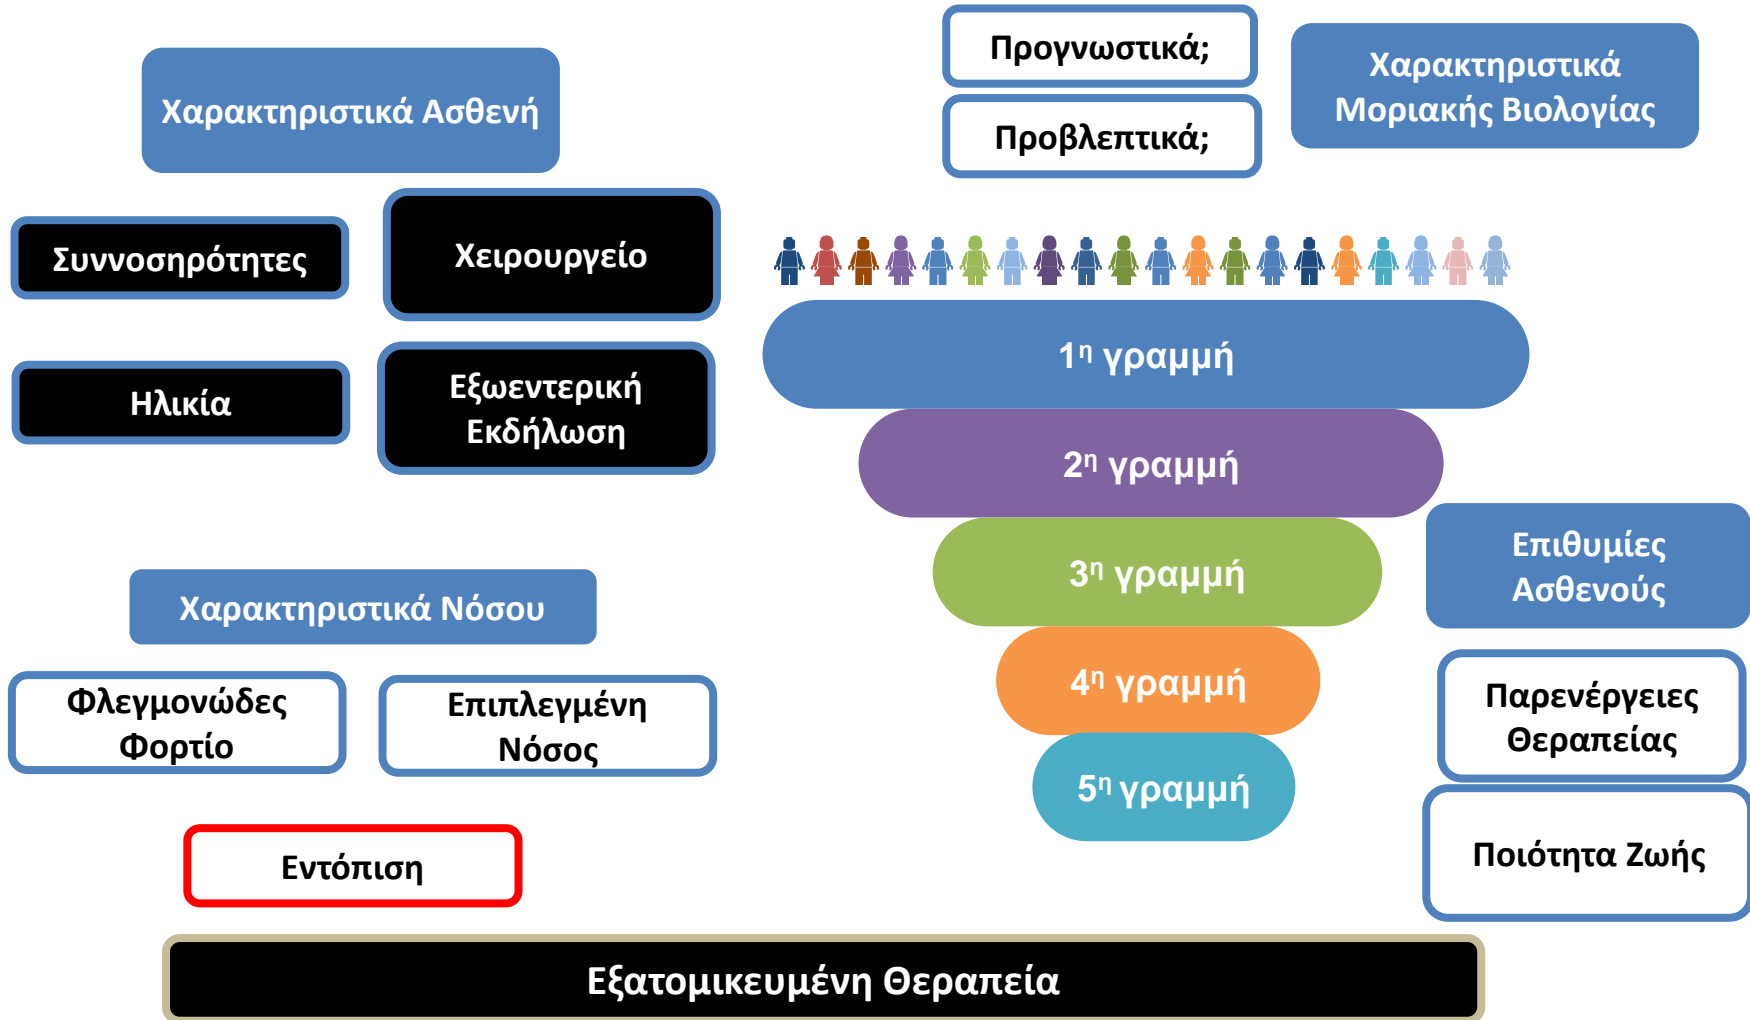 Προγνωστικά;
Χαρακτηριστικά
Μοριακής Βιολογίας
Χαρακτηριστικά Ασθενή
Προβλεπτικά;
Συννοσηρότητες
Χειρουργείο
1η γραμμή
Ηλικία
Εξωεντερική
Εκδήλωση
2η γραμμή
3η γραμμή
Επιθυμίες
Ασθενούς
Χαρακτηριστικά Νόσου
4η γραμμή
Φλεγμονώδες
Φορτίο
Επιπλεγμένη
Νόσος
Παρενέργειες
Θεραπείας
5η γραμμή
Εντόπιση
Ποιότητα Ζωής
Εξατομικευμένη Θεραπεία